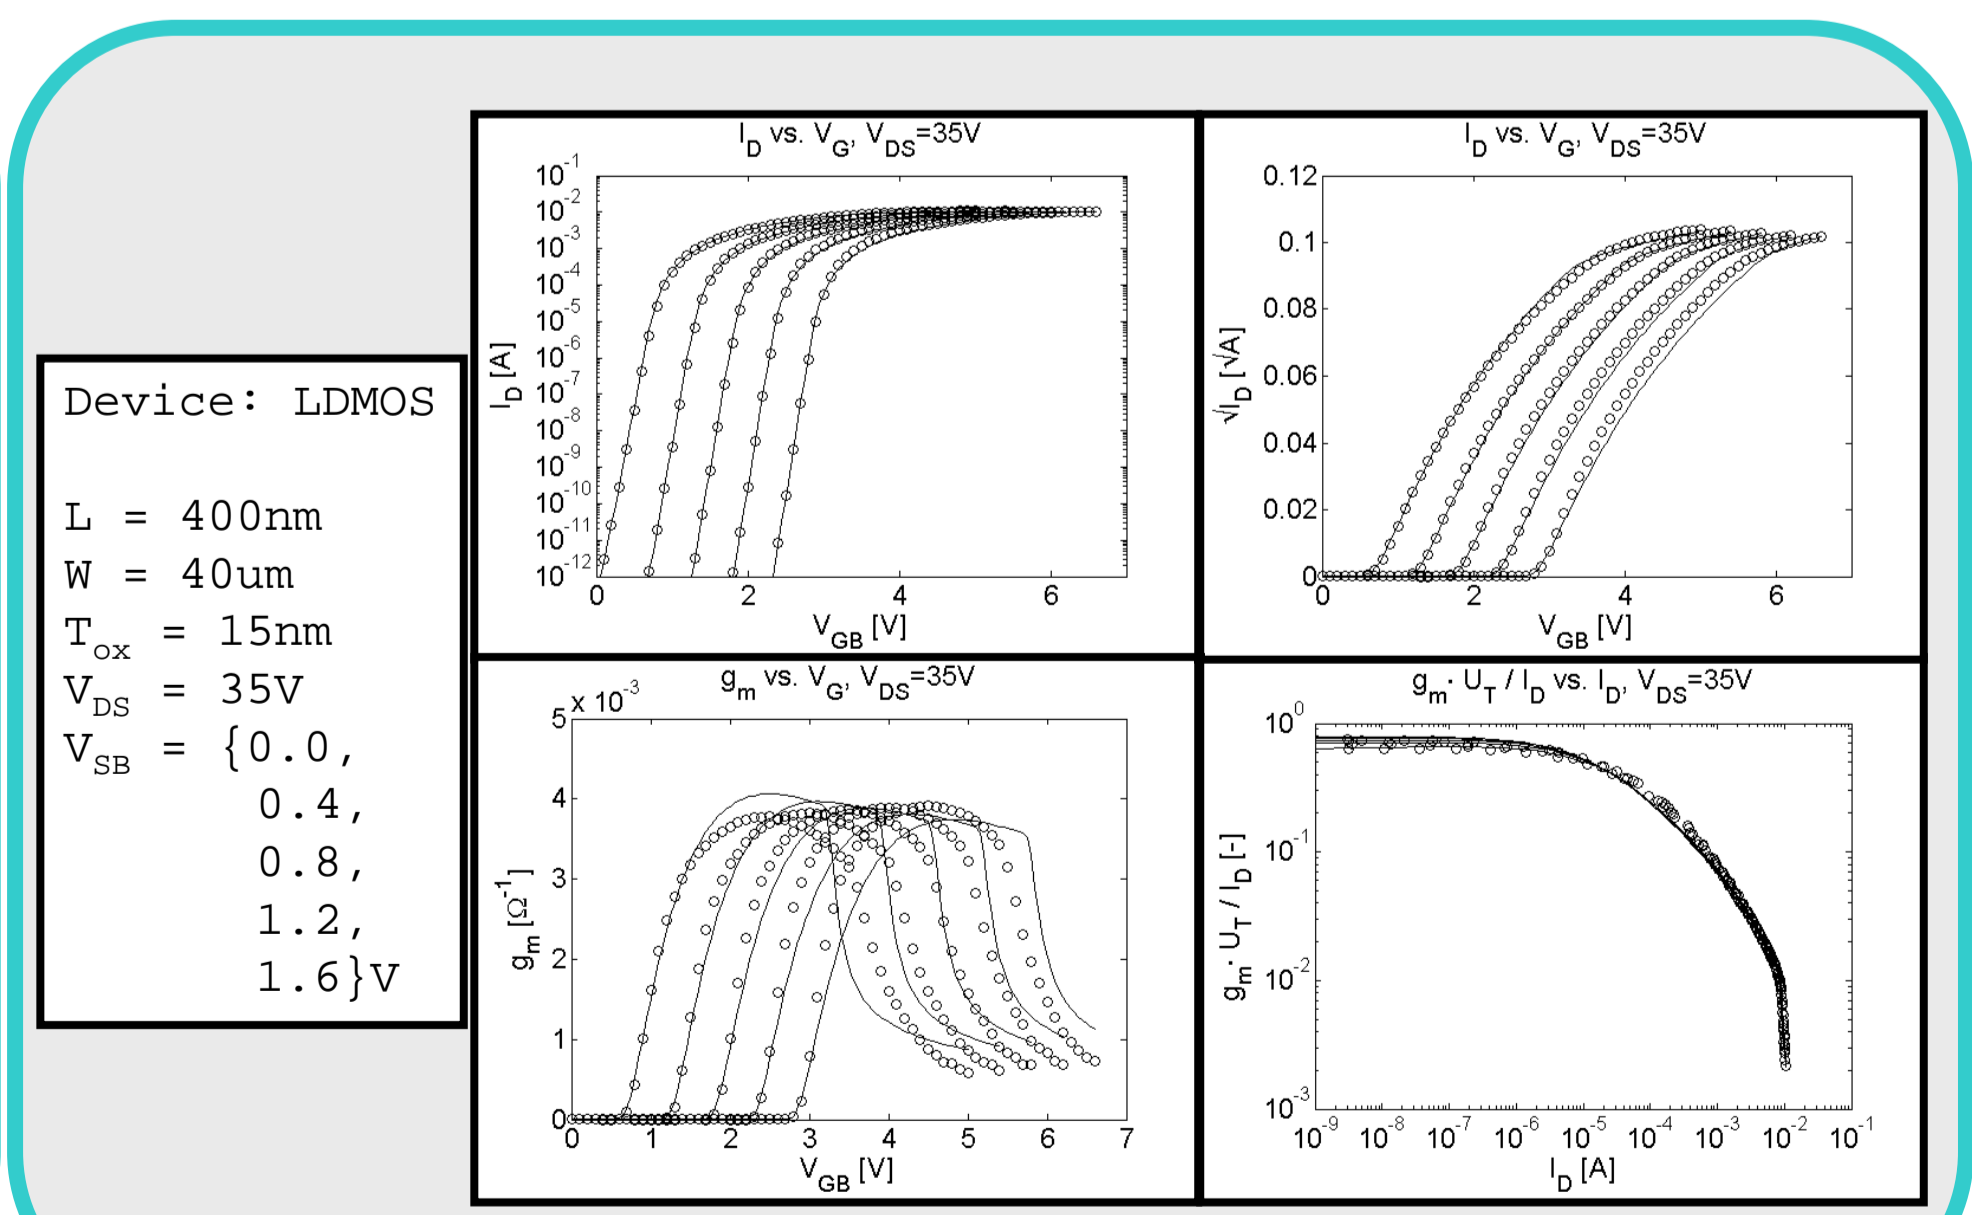 Device: LDMOS
L = 400nm
W = 40um
Tox = 15nm
VDS = 35V
VSB = {0.0,
0.4,
0.8,
1.2,
1.6}V
ID vs. VG, VDS=35V
10^-1
10^-2
10^-3
10^-4
10^-5
10^-6
10^-7
10^-8
10^-9
10^-10
10^-11
10^-12
ID [A]
0 2 4 6
VGB [V]
ID vs. VG, VDS=35V
0.12
0.1
0.08
0.06
0.04
0.02
0
√ID [√A]
0 2 4 6
VGB [V]
gm vs. VG, VDS=35V
x 10^-3
5
4
3
2
1
0
gm [Ω^-1]
0 1 2 3 4 5 6 7
VGB [V]
gm· UT / ID vs. ID, VDS=35V
10^0
10^-1
10^-2
10^-3
gm· UT / ID [-]
10^-9 10^-8 10^-7 10^-6 10^-5 10^-4 10^-3 10^-2 10^-1
ID [A]